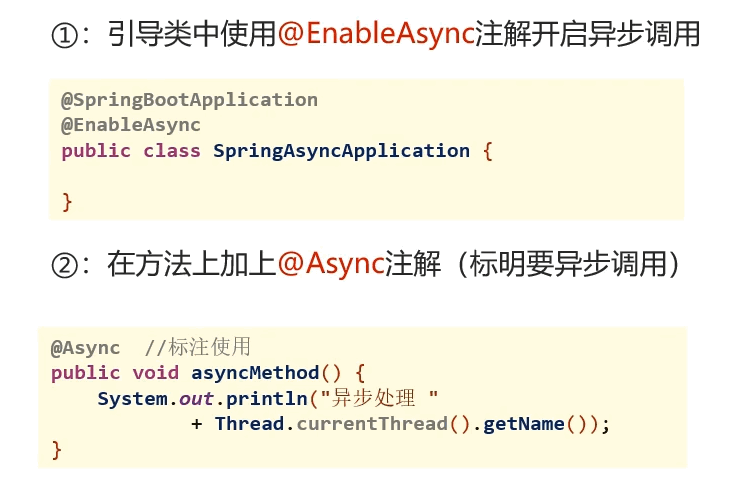 ①：引导类中使用@EnableAsync注解开启异步调用
@SpringBootApplication
@EnableAsync
public class SpringAsyncApplication {
}
②：在方法上加上@Async注解（标明要异步调用）
@Async  //标注使用
public void asyncMethod() {
    System.out.println("异步处理 "
            + Thread.currentThread().getName());
}